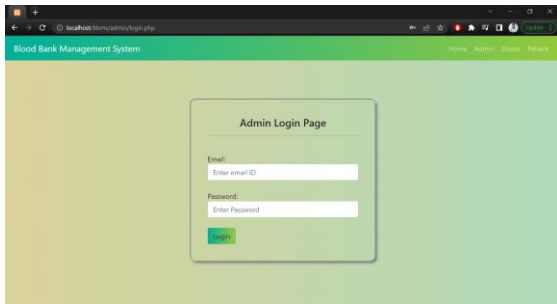 localhost/bbms/admin/login.php
Update
Blood Bank Management System
Home Admin Donor Patient
Admin Login Page
Email:
Enter email ID
Password:
Enter Password
Login